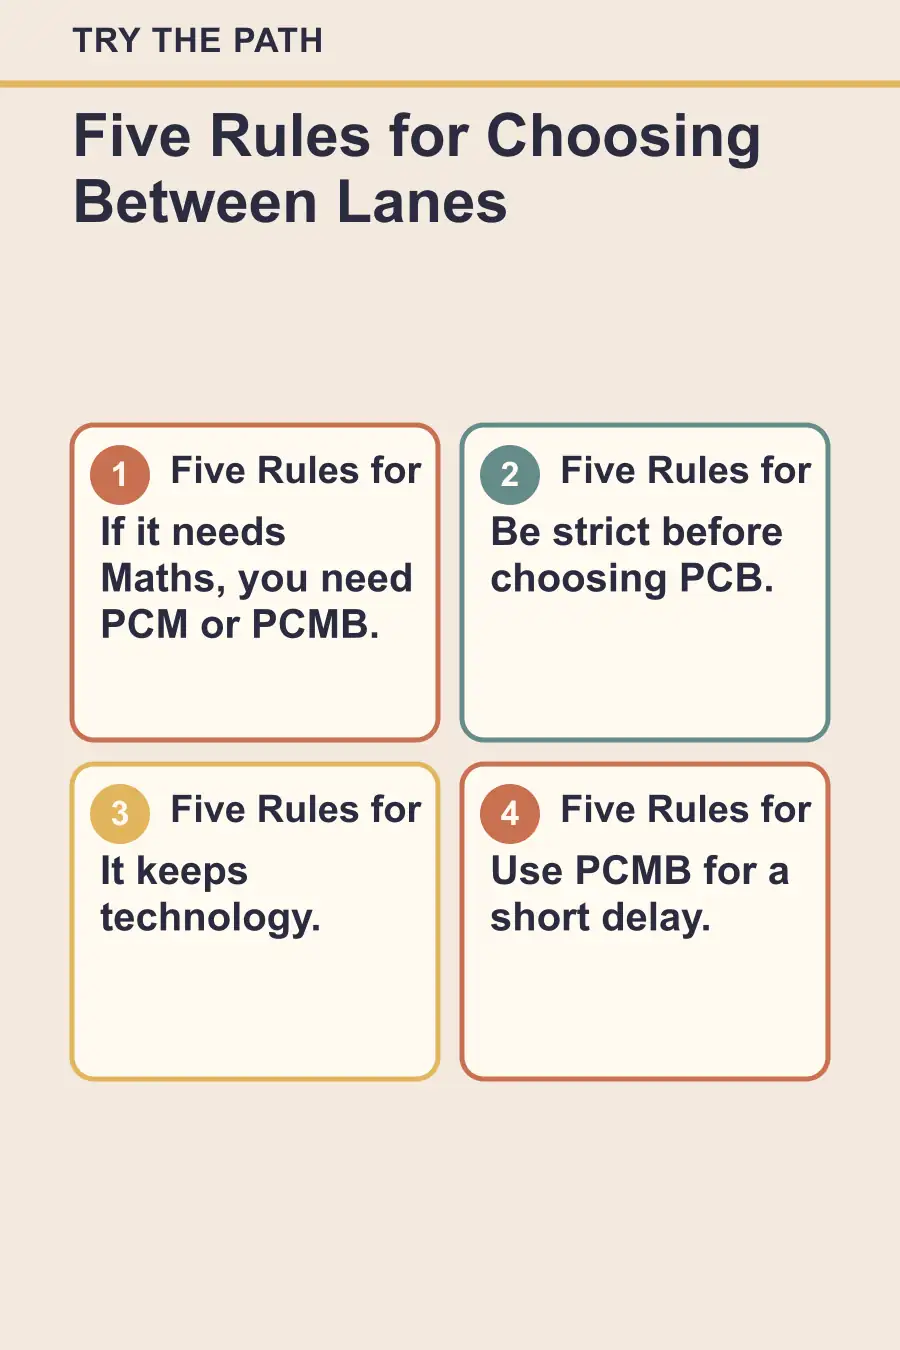 TRY THE PATH
Five Rules for Choosing
Between Lanes
1 Five Rules for
If it needs
Maths, you need
PCM or PCMB.
2 Five Rules for
Be strict before
choosing PCB.
3 Five Rules for
It keeps
technology.
4 Five Rules for
Use PCMB for a
short delay.